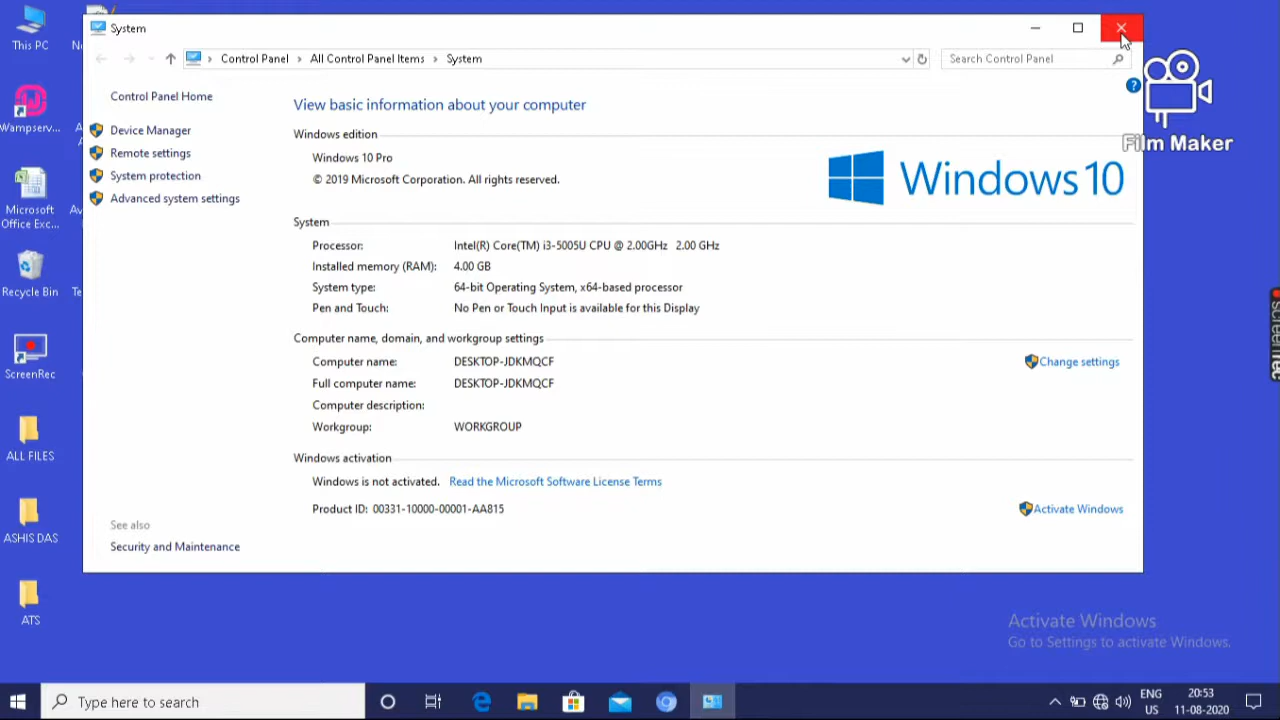 This PC
Wampserv...
Microsoft
Office Exc...
Recycle Bin
ScreenRec
ALL FILES
ASHIS DAS
ATS
System
Control Panel › All Control Panel Items › System
Search Control Panel
Film Maker
Control Panel Home
Device Manager
Remote settings
System protection
Advanced system settings
See also
Security and Maintenance
View basic information about your computer
Windows edition
Windows 10 Pro
© 2019 Microsoft Corporation. All rights reserved.
Windows 10
System
Processor: Intel(R) Core(TM) i3-5005U CPU @ 2.00GHz 2.00 GHz
Installed memory (RAM): 4.00 GB
System type: 64-bit Operating System, x64-based processor
Pen and Touch: No Pen or Touch Input is available for this Display
Computer name, domain, and workgroup settings
Computer name: DESKTOP-JDKMQCF
Change settings
Full computer name: DESKTOP-JDKMQCF
Computer description:
Workgroup: WORKGROUP
Windows activation
Windows is not activated. Read the Microsoft Software License Terms
Product ID: 00331-10000-00001-AA815
Activate Windows
Activate Windows
Go to Settings to activate Windows.
Type here to search
ENG
US
20:53
11-08-2020